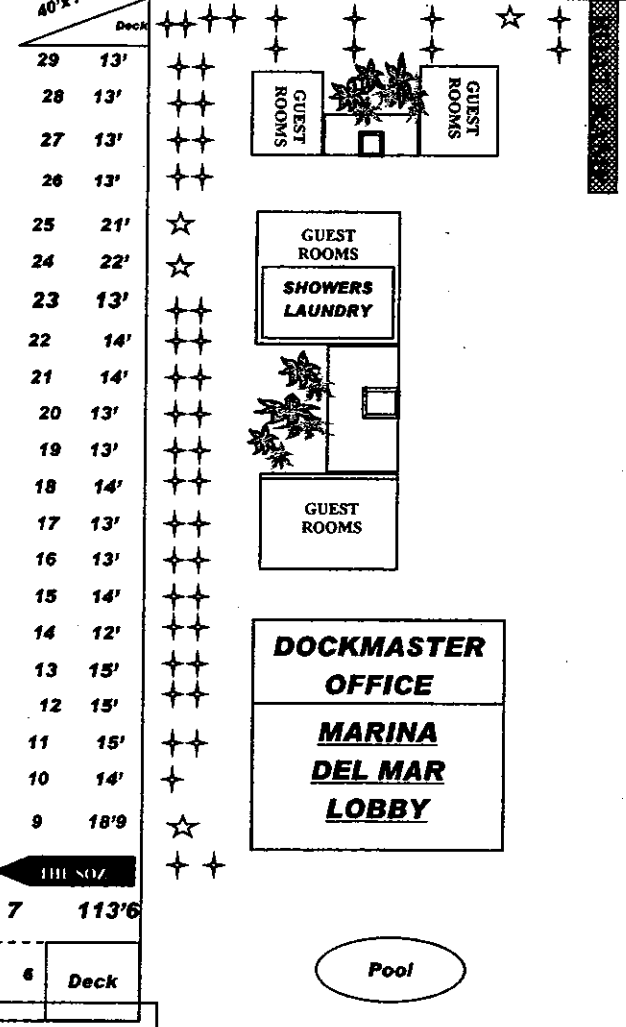 40'x
Deck
29 13'
28 13'
27 13'
26 13'
25 21'
24 22'
23 13'
22 14'
21 14'
20 13'
19 13'
18 14'
17 13'
16 13'
15 14'
14 12'
13 15'
12 15'
11 15'
10 14'
9 18'9
THE SOZ
7 113'6
6 Deck
GUEST
ROOMS
GUEST
ROOMS
GUEST
ROOMS
SHOWERS
LAUNDRY
GUEST
ROOMS
DOCKMASTER
OFFICE
MARINA
DEL MAR
LOBBY
Pool